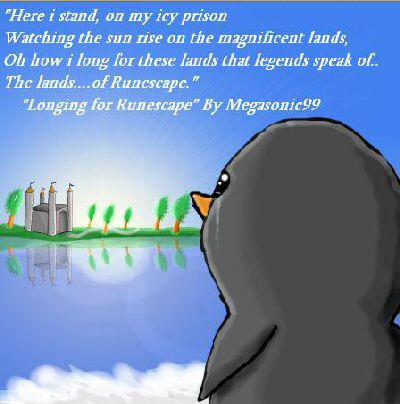 "Here i stand, on my icy prison
Watching the sun rise on the magnificent lands,
Oh how i long for these lands that legends speak of..
The lands....of Runescape."
"Longing for Runescape" By Megasonic99